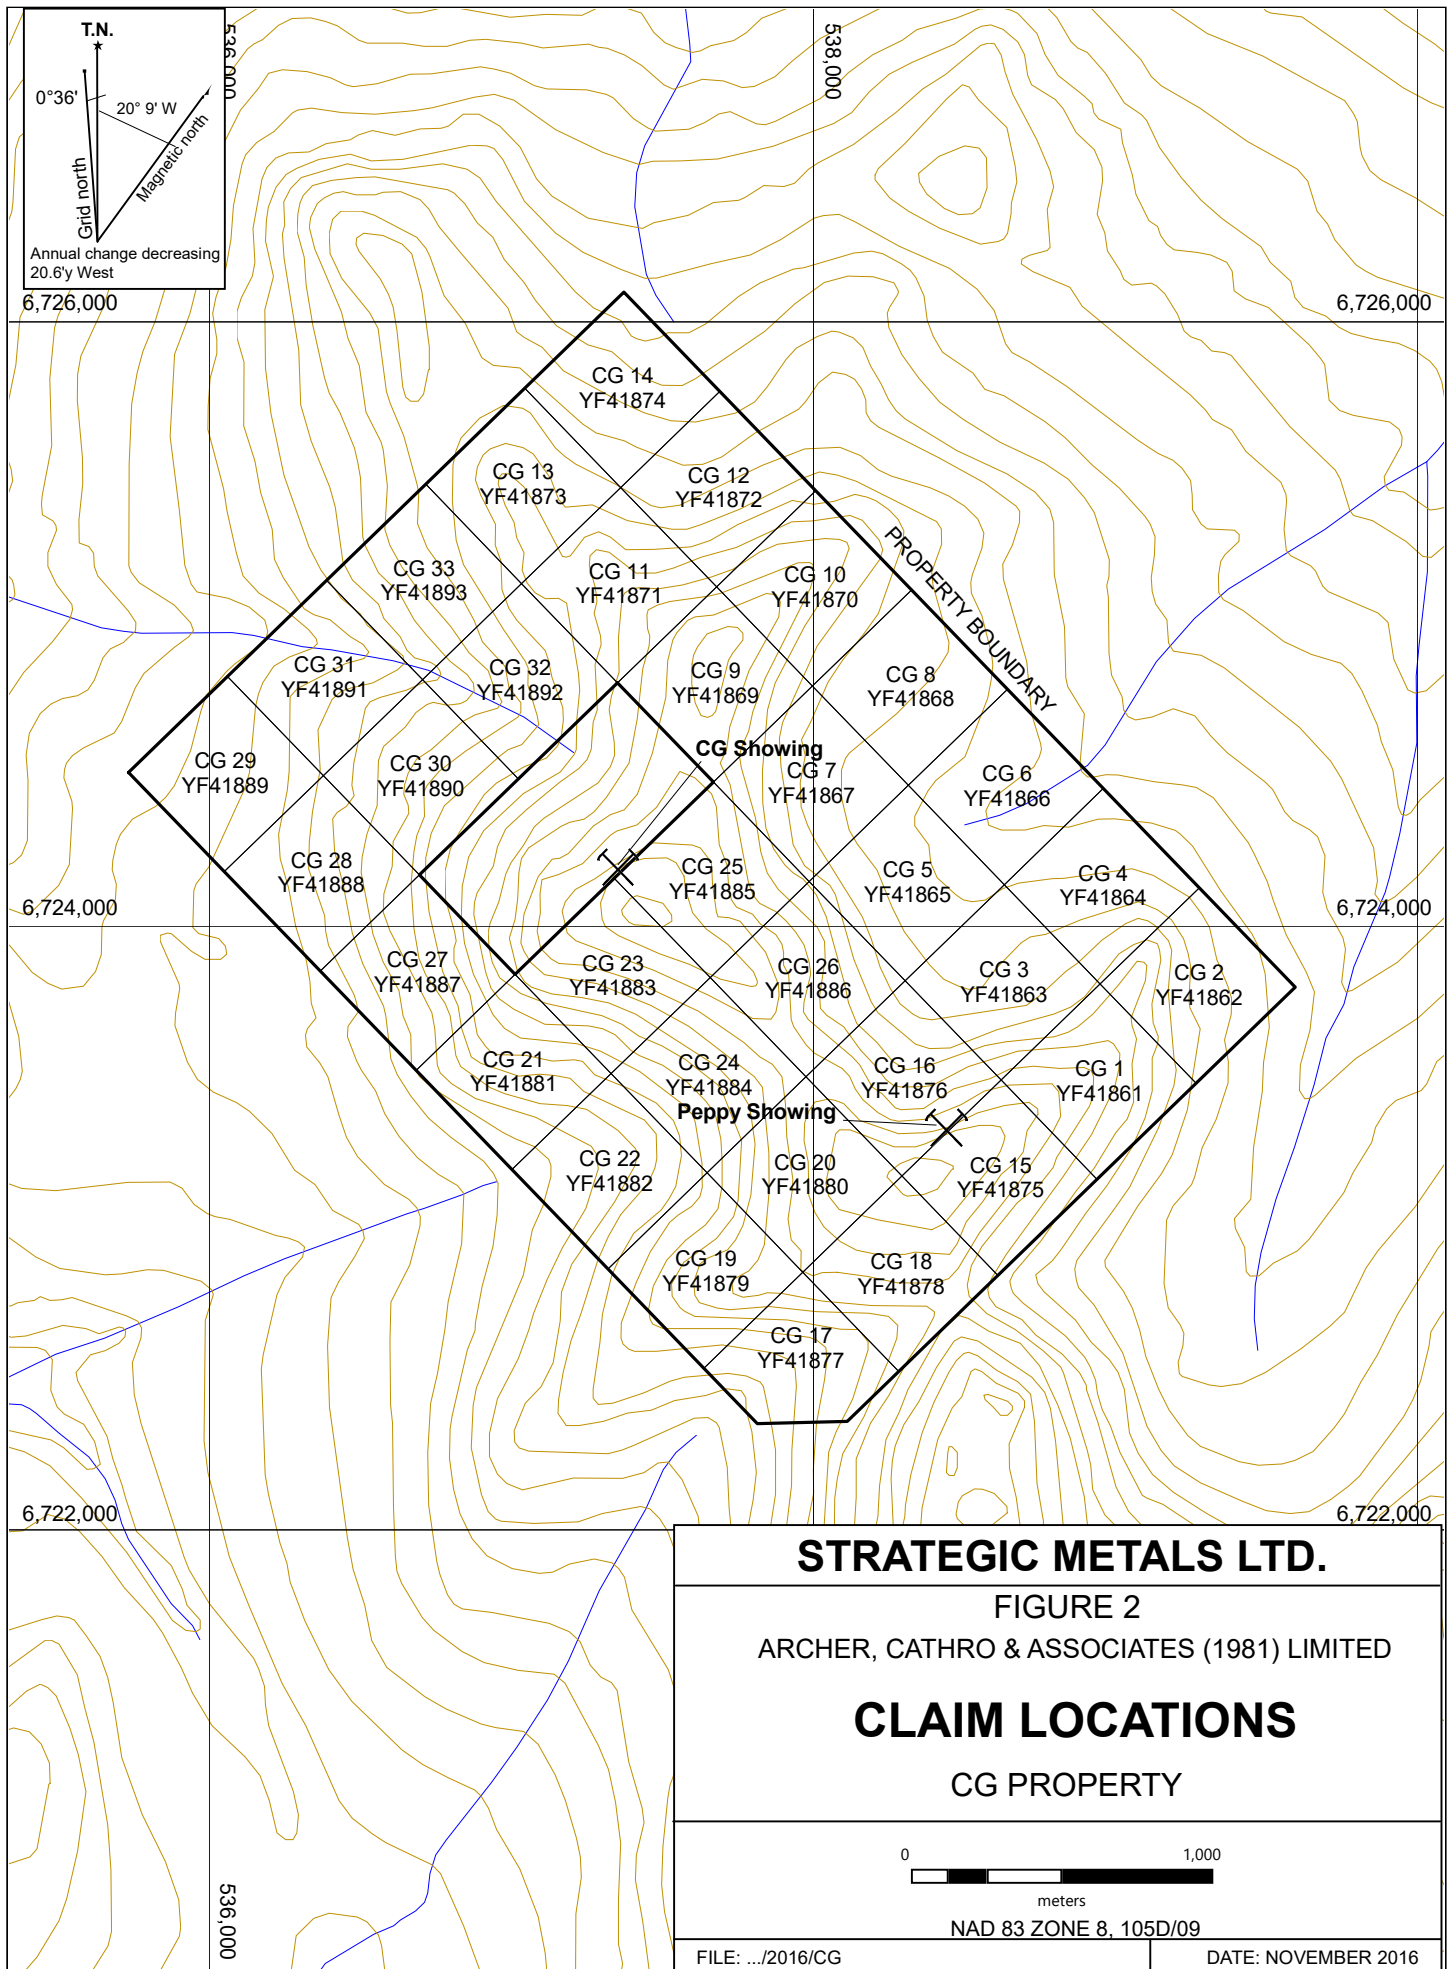 T.N.
0°36'
20° 9' W
Grid north
Magnetic north
Annual change decreasing
20.6'y West
536,000
538,000
6,726,000
6,726,000
CG 14
YF41874
CG 13
YF41873
CG 12
YF41872
PROPERTY BOUNDARY
CG 33
YF41893
CG 11
YF41871
CG 10
YF41870
CG 31
YF41891
CG 32
YF41892
CG 9
YF41869
CG 8
YF41868
CG Showing
CG 29
YF41889
CG 30
YF41890
CG 7
YF41867
CG 6
YF41866
CG 28
YF41888
CG 25
YF41885
CG 5
YF41865
CG 4
YF41864
6,724,000
6,724,000
CG 27
YF41887
CG 23
YF41883
CG 26
YF41886
CG 3
YF41863
CG 2
YF41862
CG 21
YF41881
CG 24
YF41884
CG 16
YF41876
CG 1
YF41861
Peppy Showing
CG 22
YF41882
CG 20
YF41880
CG 15
YF41875
CG 19
YF41879
CG 18
YF41878
CG 17
YF41877
6,722,000
6,722,000
536,000
STRATEGIC METALS LTD.
FIGURE 2
ARCHER, CATHRO & ASSOCIATES (1981) LIMITED
CLAIM LOCATIONS
CG PROPERTY
0 1,000
meters
NAD 83 ZONE 8, 105D/09
FILE: .../2016/CG
DATE: NOVEMBER 2016